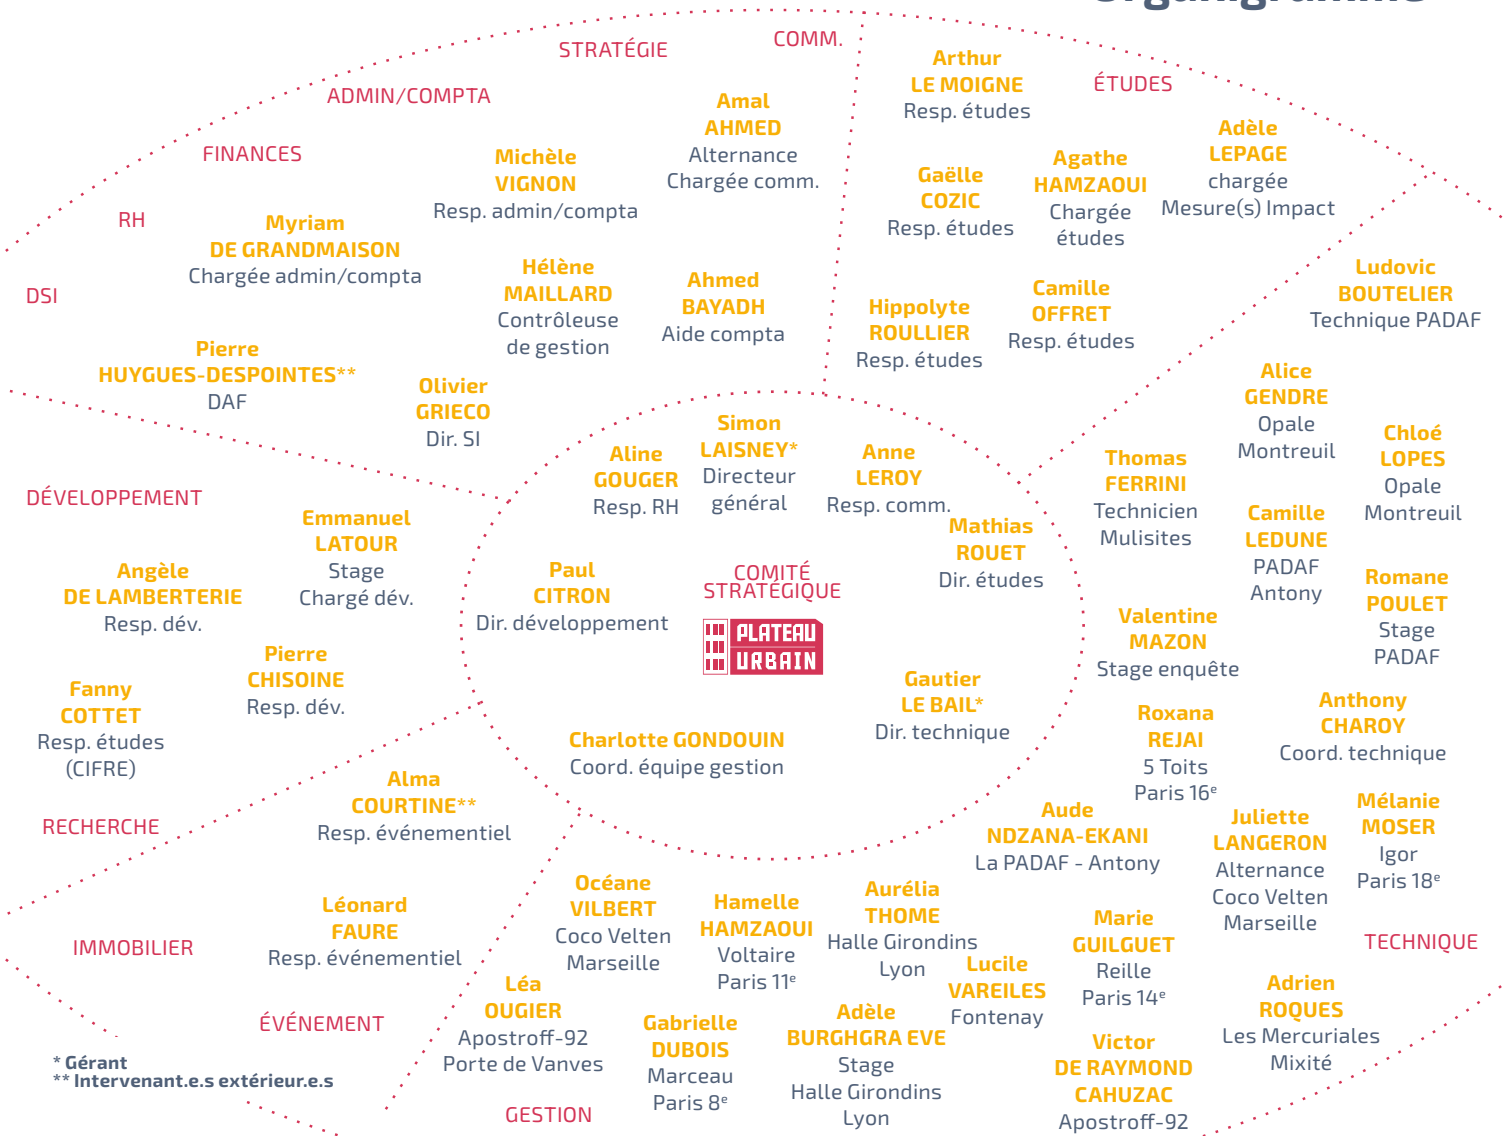 Organigramme
STRATÉGIE
COMM.
ADMIN/COMPTA
FINANCES
RH
DSI
Amal
AHMED
Alternance
Chargée comm.
Michèle
VIGNON
Resp. admin/compta
Myriam
DE GRANDMAISON
Chargée admin/compta
Hélène
MAILLARD
Contrôleuse
de gestion
Ahmed
BAYADH
Aide compta
Pierre
HUYGUES-DESPOINTES**
DAF
Olivier
GRIECO
Dir. SI
ÉTUDES
Arthur
LE MOIGNE
Resp. études
Gaëlle
COZIC
Resp. études
Agathe
HAMZAOUI
Chargée
études
Adèle
LEPAGE
chargée
Mesure(s) Impact
Hippolyte
ROULLIER
Resp. études
Camille
OFFRET
Resp. études
Ludovic
BOUTELIER
Technique PADAF
Alice
GENDRE
Opale
Montreuil
Chloé
LOPES
Opale
Montreuil
Thomas
FERRINI
Technicien
Mulisites
Camille
LEDUNE
PADAF
Antony
Romane
POULET
Stage
PADAF
Valentine
MAZON
Stage enquête
Roxana
REJAI
5 Toits
Paris 16e
Anthony
CHAROY
Coord. technique
Aude
NDZANA-EKANI
La PADAF - Antony
Juliette
LANGERON
Alternance
Coco Velten
Marseille
Mélanie
MOSER
Igor
Paris 18e
TECHNIQUE
Simon
LAISNEY*
Directeur
général
Aline
GOUGER
Resp. RH
Anne
LEROY
Resp. comm.
Mathias
ROUET
Dir. études
Paul
CITRON
Dir. développement
COMITÉ
STRATÉGIQUE
PLATEAU
URBAIN
Gautier
LE BAIL*
Dir. technique
Charlotte GONDOUIN
Coord. équipe gestion
DÉVELOPPEMENT
Emmanuel
LATOUR
Stage
Chargé dév.
Angèle
DE LAMBERTERIE
Resp. dév.
Pierre
CHISOINE
Resp. dév.
Fanny
COTTET
Resp. études
(CIFRE)
RECHERCHE
Alma
COURTINE**
Resp. événementiel
Léonard
FAURE
Resp. événementiel
IMMOBILIER
ÉVÉNEMENT
Océane
VILBERT
Coco Velten
Marseille
Hamelle
HAMZAOUI
Voltaire
Paris 11e
Aurélia
THOME
Halle Girondins
Lyon
Lucile
VAREILES
Fontenay
Marie
GUILGUET
Reille
Paris 14e
Adrien
ROQUES
Les Mercuriales
Mixité
Léa
OUGIER
Apostroff-92
Porte de Vanves
Gabrielle
DUBOIS
Marceau
Paris 8e
Adèle
BURGHGRA EVE
Stage
Halle Girondins
Lyon
Victor
DE RAYMOND
CAHUZAC
Apostroff-92
GESTION
* Gérant
** Intervenant.e.s extérieur.e.s